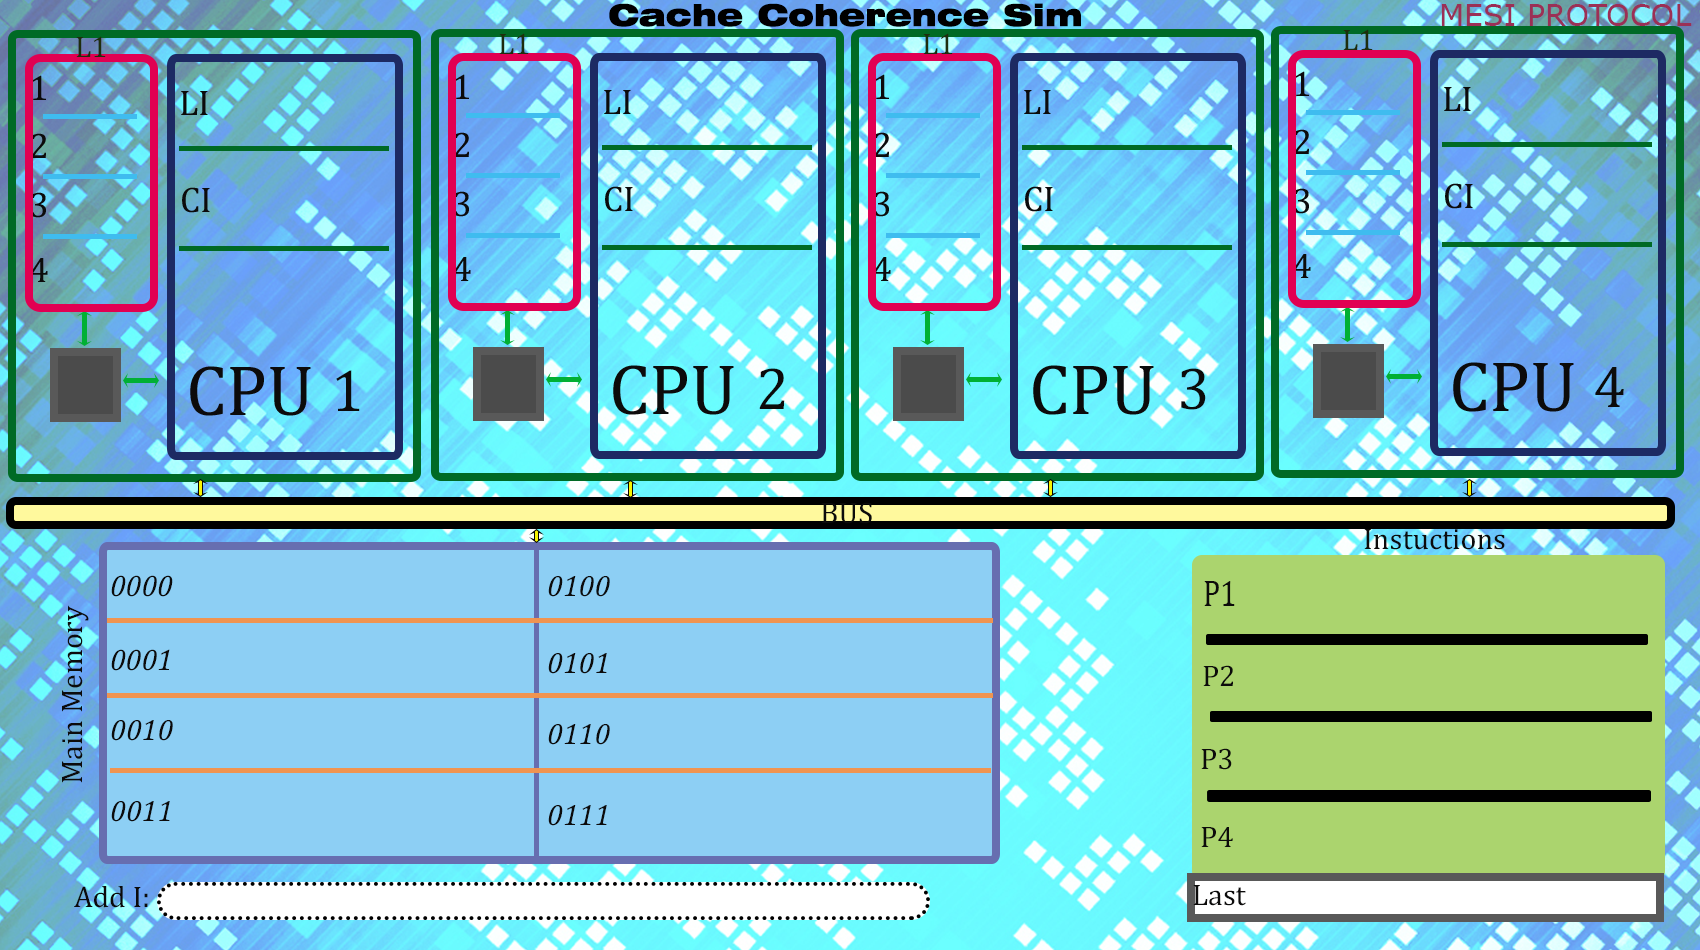 Cache Coherence Sim
MESI PROTOCOL
L1
1
2
3
4
LI
CI
CPU 1
L1
1
2
3
4
LI
CI
CPU 2
L1
1
2
3
4
LI
CI
CPU 3
L1
1
2
3
4
LI
CI
CPU 4
BUS
Main Memory
0000
0100
0001
0101
0010
0110
0011
0111
Add I:
Instuctions
P1
P2
P3
P4
Last